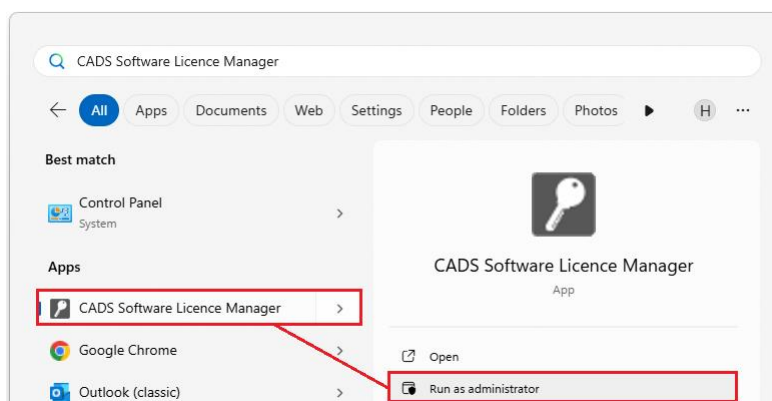 CADS Software Licence Manager
All Apps Documents Web Settings People Folders Photos H ...
Best match
Control Panel
System
Apps
CADS Software Licence Manager
Google Chrome
Outlook (classic)
CADS Software Licence Manager
App
Open
Run as administrator